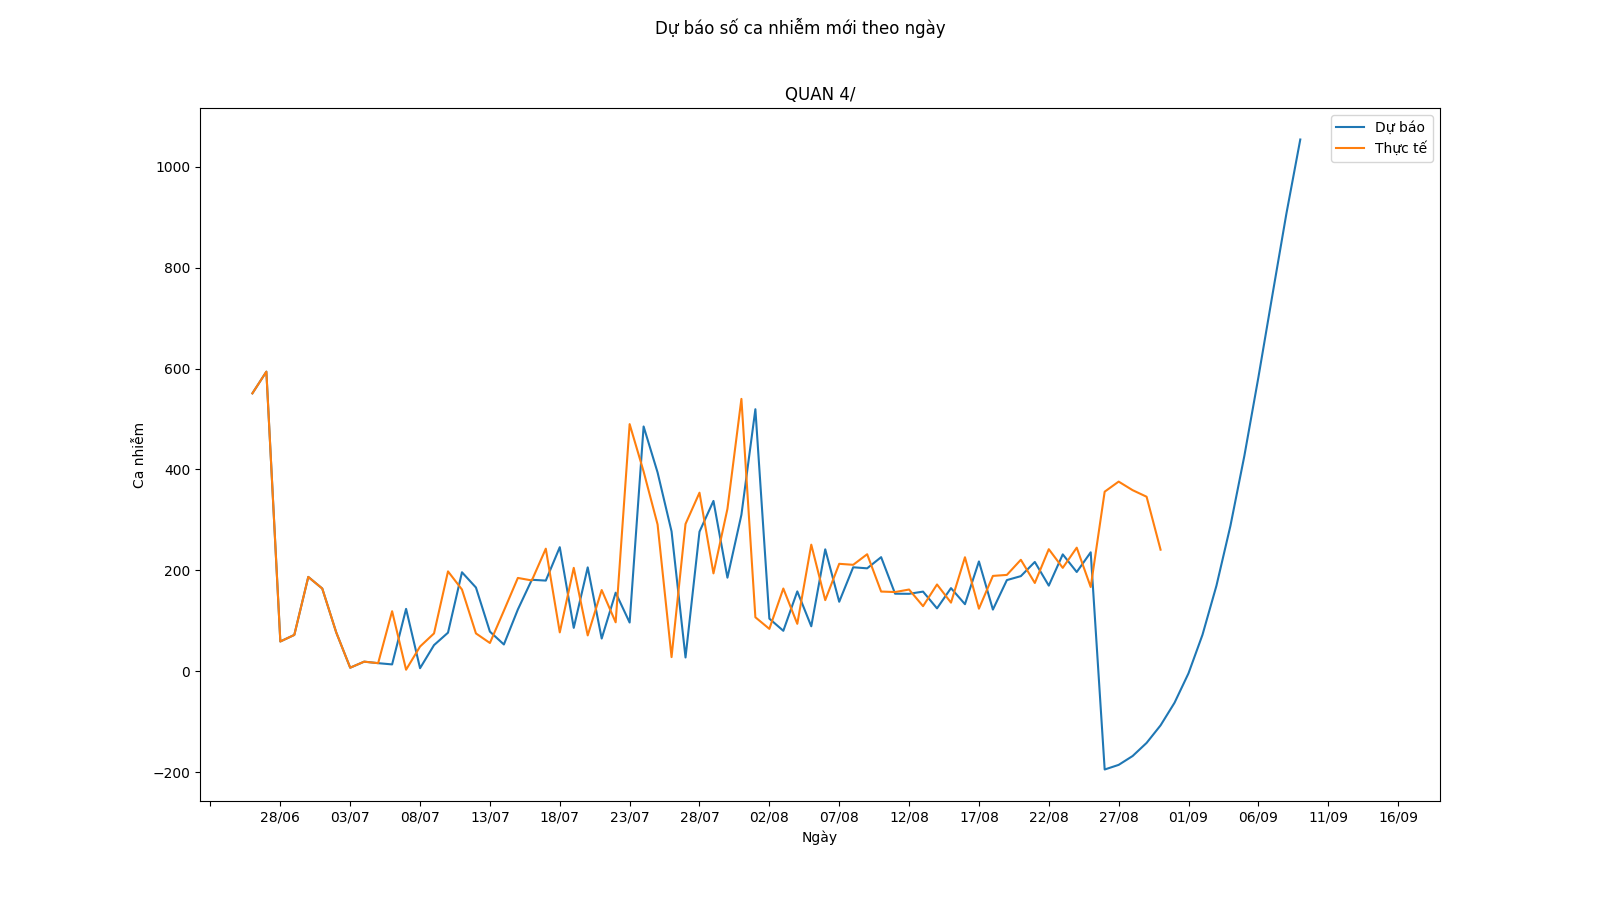 Dự báo số ca nhiễm mới theo ngày
QUAN 4/
Dự báo
Thực tế
1000
800
600
400
200
0
−200
Ca nhiễm
28/06 03/07 08/07 13/07 18/07 23/07 28/07 02/08 07/08 12/08 17/08 22/08 27/08 01/09 06/09 11/09 16/09
Ngày